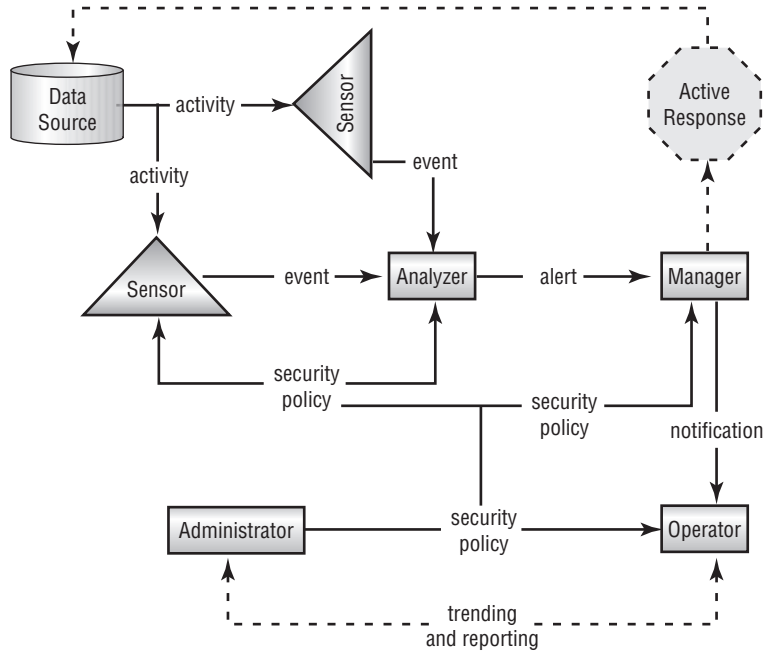 Data
Source
activity
Sensor
Active
Response
activity
event
Sensor
event
Analyzer
alert
Manager
security
policy
security
policy
notification
Administrator
security
policy
Operator
trending
and reporting